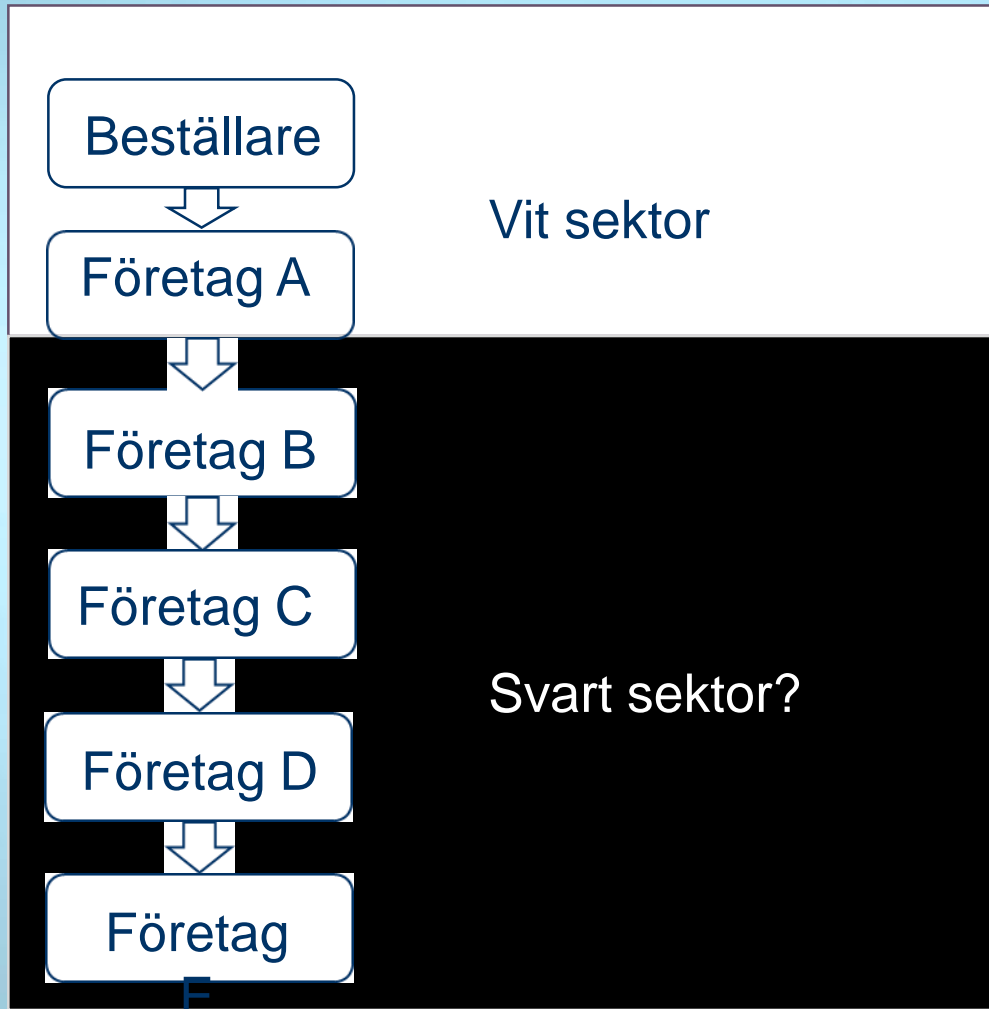 Beställare
Vit sektor
Företag A
Företag B
Företag C
Svart sektor?
Företag D
Företag